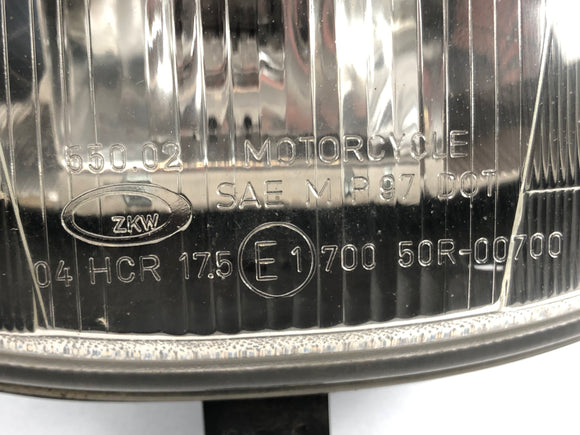 550.02 MOTORCYCLE
SAE M P 97 DOT
ZKW
04 HCR 17.5 E1 700 50R-00700